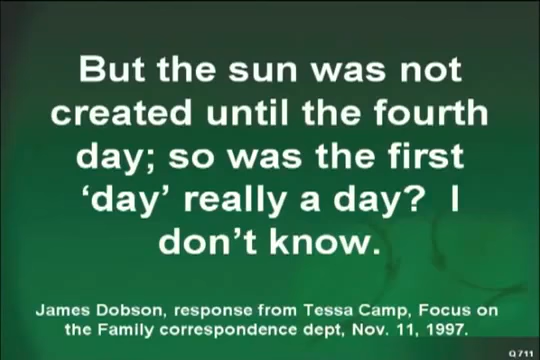 But the sun was not
created until the fourth
day; so was the first
‘day’ really a day? I
don’t know.
James Dobson, response from Tessa Camp, Focus on
the Family correspondence dept, Nov. 11, 1997.
Q711